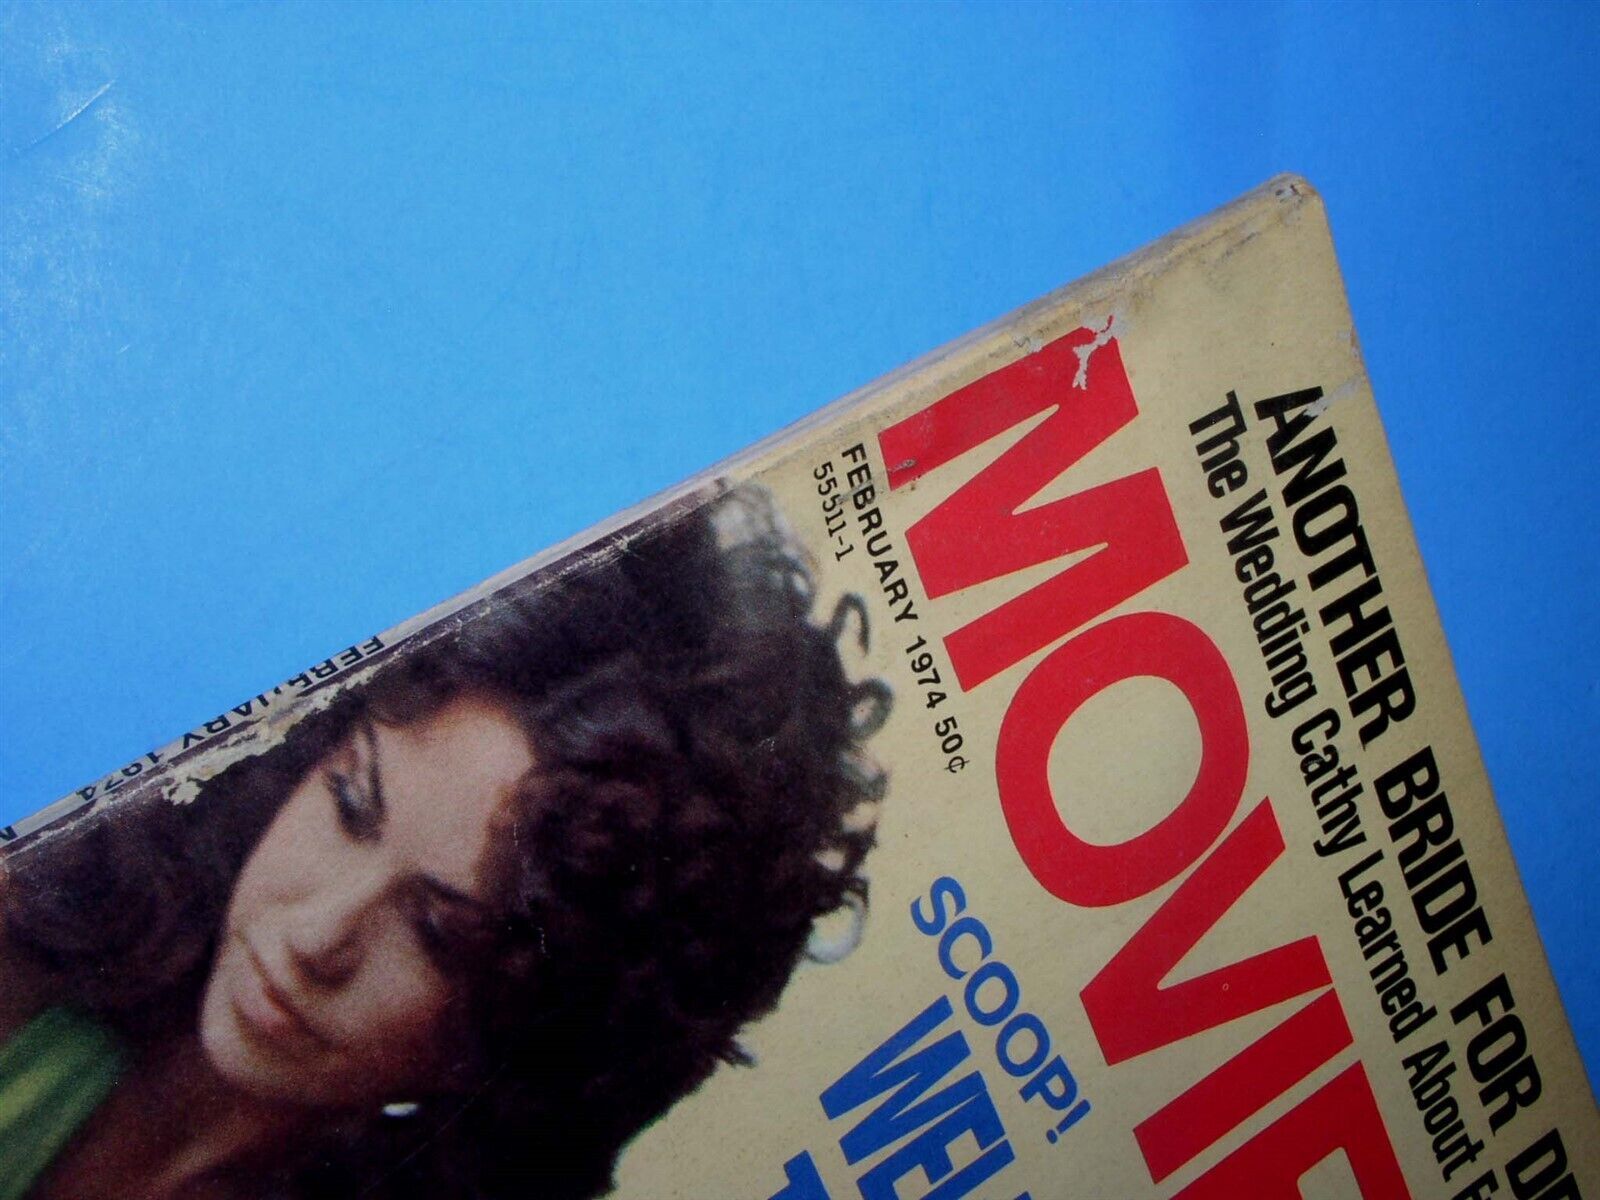 ANOTHER BRIDE FOR
The Wedding Cathy Learned About
MOVIE
FEBRUARY 1974 50¢
55511-1
SCOOP!
FEBRUARY 1974